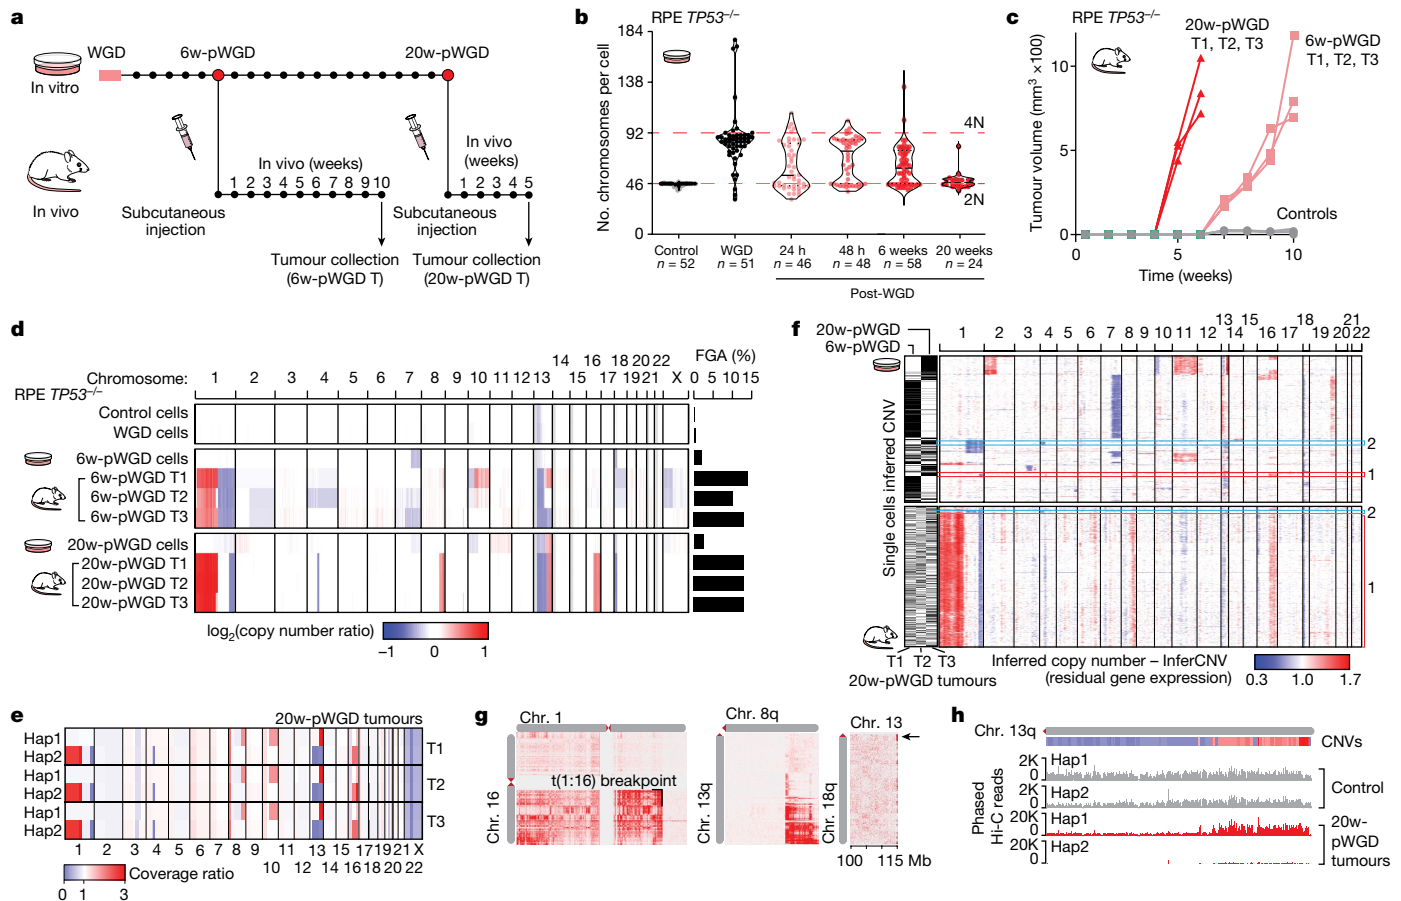 a
WGD
6w-pWGD
20w-pWGD
In vitro
In vivo (weeks)
1 2 3 4 5 6 7 8 9 10
In vivo
(weeks)
1 2 3 4 5
In vivo
Subcutaneous
injection
Subcutaneous
injection
Tumour collection
(6w-pWGD T)
Tumour collection
(20w-pWGD T)
b
RPE TP53–/–
No. chromosomes per cell
184
138
92
46
0
4N
2N
Control
n = 52
WGD
n = 51
24 h
n = 46
48 h
n = 48
6 weeks
n = 58
20 weeks
n = 24
Post-WGD
c
RPE TP53–/–
20w-pWGD
T1, T2, T3
6w-pWGD
T1, T2, T3
Tumour volume (mm3 ×100)
10
5
0
Controls
0 5 10
Time (weeks)
d
RPE TP53–/–
Chromosome:
1 2 3 4 5 6 7 8 9 10 11 12 13 14 15 16 17 18 19 20 21 22 X
FGA (%)
0 5 10 15
Control cells
WGD cells
6w-pWGD cells
6w-pWGD T1
6w-pWGD T2
6w-pWGD T3
20w-pWGD cells
20w-pWGD T1
20w-pWGD T2
20w-pWGD T3
log2(copy number ratio)
–1 0 1
e
20w-pWGD tumours
Hap1
Hap2
T1
Hap1
Hap2
T2
Hap1
Hap2
T3
1 2 3 4 5 6 7 8 9 10 11 12 13 15 16 17 18 19 20 21 22 X
Coverage ratio
0 1 3
f
20w-pWGD
6w-pWGD
1 2 3 4 5 6 7 8 9 10 11 12 13 14 15 16 17 18 19 20 21 22
Single cells inferred CNV
2
1
2
1
T1 T2 T3
20w-pWGD tumours
Inferred copy number – InferCNV
(residual gene expression)
0.3 1.0 1.7
g
Chr. 1
Chr. 16
t(1:16) breakpoint
Chr. 8q
Chr. 13q
Chr. 13
Chr. 18q
100 115 Mb
h
Chr. 13q
CNVs
Phased
Hi-C reads
2K
0
Hap1
2K
0
Hap2
Control
20K
0
Hap1
20K
0
Hap2
20w-
pWGD
tumours